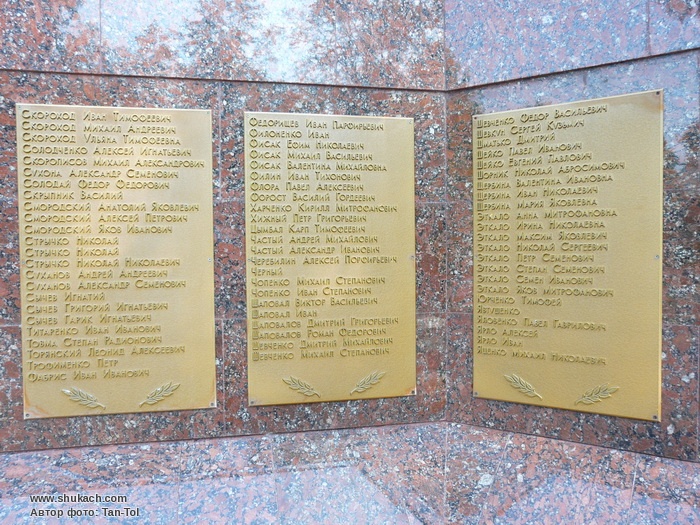 Скороход Иван Тимофеевич
Скороход Михаил Андреевич
Скороход Ульяна Тимофеевна
Солодченко Алексей Игнатьевич
Скорописов Михаил Александрович
Сухона Александр Семенович
Солодай Федор Федорович
Скрыпник Василий
Смородский Анатолий Яковлевич
Смородский Алексей Петрович
Смородский Яков Иванович
Стрычко Николай
Стрычко Николай
Стрычко Николай Николаевич
Суханов Андрей Андреевич
Суханов Александр Семенович
Сычев Игнатий
Сычев Григорий Игнатьевич
Сычев Гарик Игнатьевич
Титаренко Иван Иванович
Товма Степан Радионович
Торянский Леонид Алексеевич
Трофименко Петр
Фабрис Иван Иванович
Федорищев Иван Парфирьевич
Филоненко Иван
Фисак Ефим Николаевич
Фисак Михаил Васильевич
Фисак Валентина Михайловна
Филин Иван Тихонович
Флора Павел Алексеевич
Форост Василий Гордеевич
Харченко Кирилл Митрофанович
Хижный Петр Григорьевич
Цымбал Карп Тимофеевич
Частый Андрей Михайлович
Частый Александр Иванович
Черевилин Алексей Порфирьевич
Черный
Чопенко Михаил Степанович
Чопенко Иван Степанович
Шаповал Виктор Васильевич
Шаповал Иван
Шаповалов Дмитрий Григорьевич
Шаповалов Роман Федорович
Шевченко Дмитрий Михайлович
Шевченко Михаил Степанович
Шевченко Федор Васильевич
Шевкун Сергей Кузьмич
Шматько Дмитрий
Шейко Павел Иванович
Шейко Евгений Павлович
Шорник Николай Абросимович
Щербина Валентина Ивановна
Щербина Иван Николаевич
Щегорова Мария Яковлевна
Эткало Анна Митрофановна
Эткало Ирина Николаевна
Эткало Максим Яковлевич
Эткало Николай Сергеевич
Эткало Петр Семенович
Эткало Степан Семенович
Эткало Семен Иванович
Эткало Яков Митрофанович
Юрченко Тимофей
Явтушенко
Яловенко Павел Гаврилович
Ярро Алексей
Ярро Иван
Ященко Михаил Николаевич
www.shukach.com
Автор фото: Tan-Tol